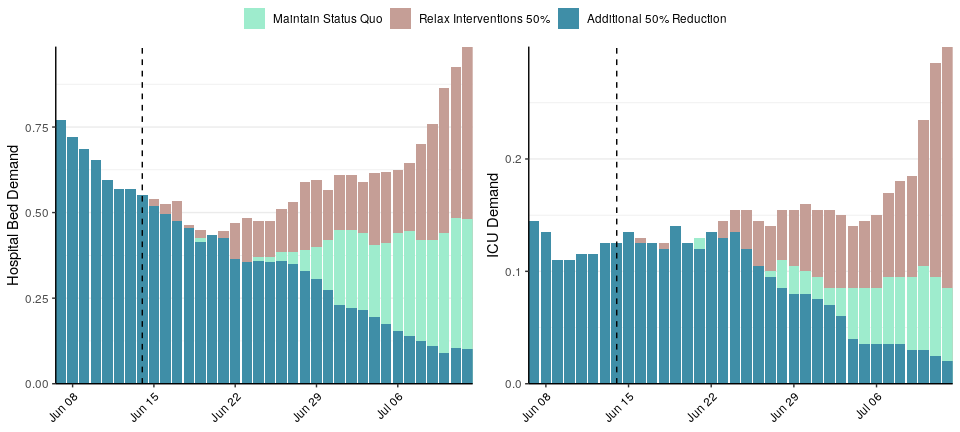 Maintain Status Quo Relax Interventions 50% Additional 50% Reduction
Hospital Bed Demand
0.75
0.50
0.25
0.00
Jun 08 Jun 15 Jun 22 Jun 29 Jul 06
ICU Demand
0.2
0.1
0.0
Jun 08 Jun 15 Jun 22 Jun 29 Jul 06